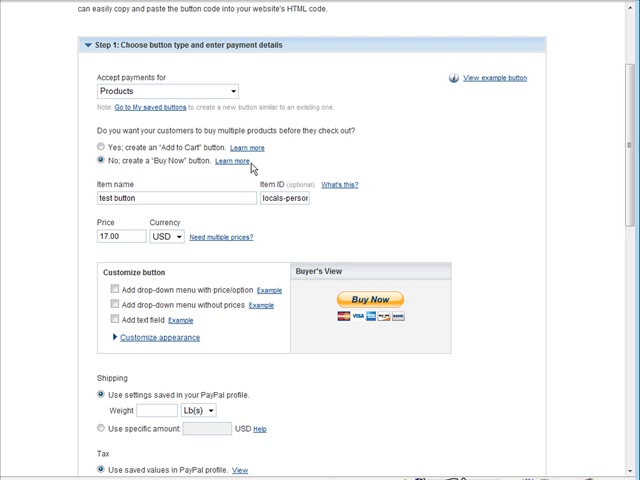 can easily copy and paste the button code into your website's HTML code.
Step 1: Choose button type and enter payment details
Accept payments for
Products
View example button
Note: Go to My saved buttons to create a new button similar to an existing one.
Do you want your customers to buy multiple products before they check out?
Yes; create an "Add to Cart" button. Learn more
No; create a "Buy Now" button. Learn more
Item name
Item ID (optional) What's this?
test button
locals-person
Price
Currency
17.00
USD
Need multiple prices?
Customize button
Buyer's View
Add drop-down menu with price/option Example
Add drop-down menu without prices Example
Add text field Example
Customize appearance
Buy Now
VISA
Shipping
Use settings saved in your PayPal profile.
Weight
Lb(s)
Use specific amount:
USD Help
Tax
Use saved values in PayPal profile. View